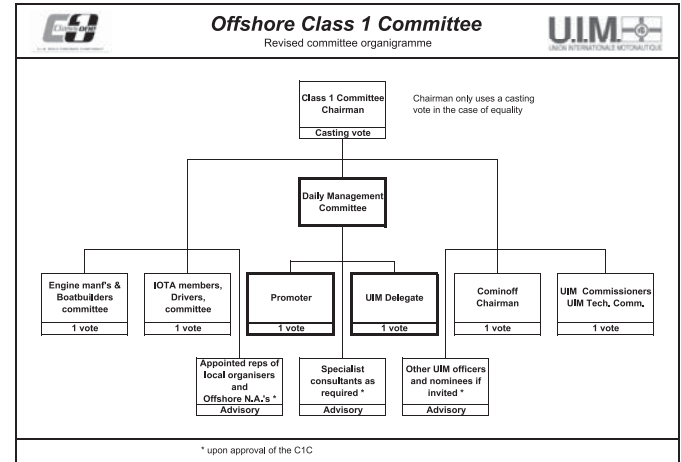 Class one
Offshore Class 1 Committee
Revised committee organigramme
U.I.M.
UNION INTERNATIONALE MOTONAUTIQUE
Class 1 Committee
Chairman
Casting vote
Chairman only uses a casting
vote in the case of equality
Daily Management
Committee
Engine manf's &
Boatbuilders
committee
1 vote
IOTA members,
Drivers,
committee
1 vote
Promoter
1 vote
UIM Delegate
1 vote
Cominoff
Chairman
1 vote
UIM Commissioners
UIM Tech. Comm.
1 vote
Appointed reps of
local organisers
and
Offshore N.A.'s *
Advisory
Specialist
consultants as
required *
Advisory
Other UIM officers
and nominees if
invited *
Advisory
* upon approval of the C1C